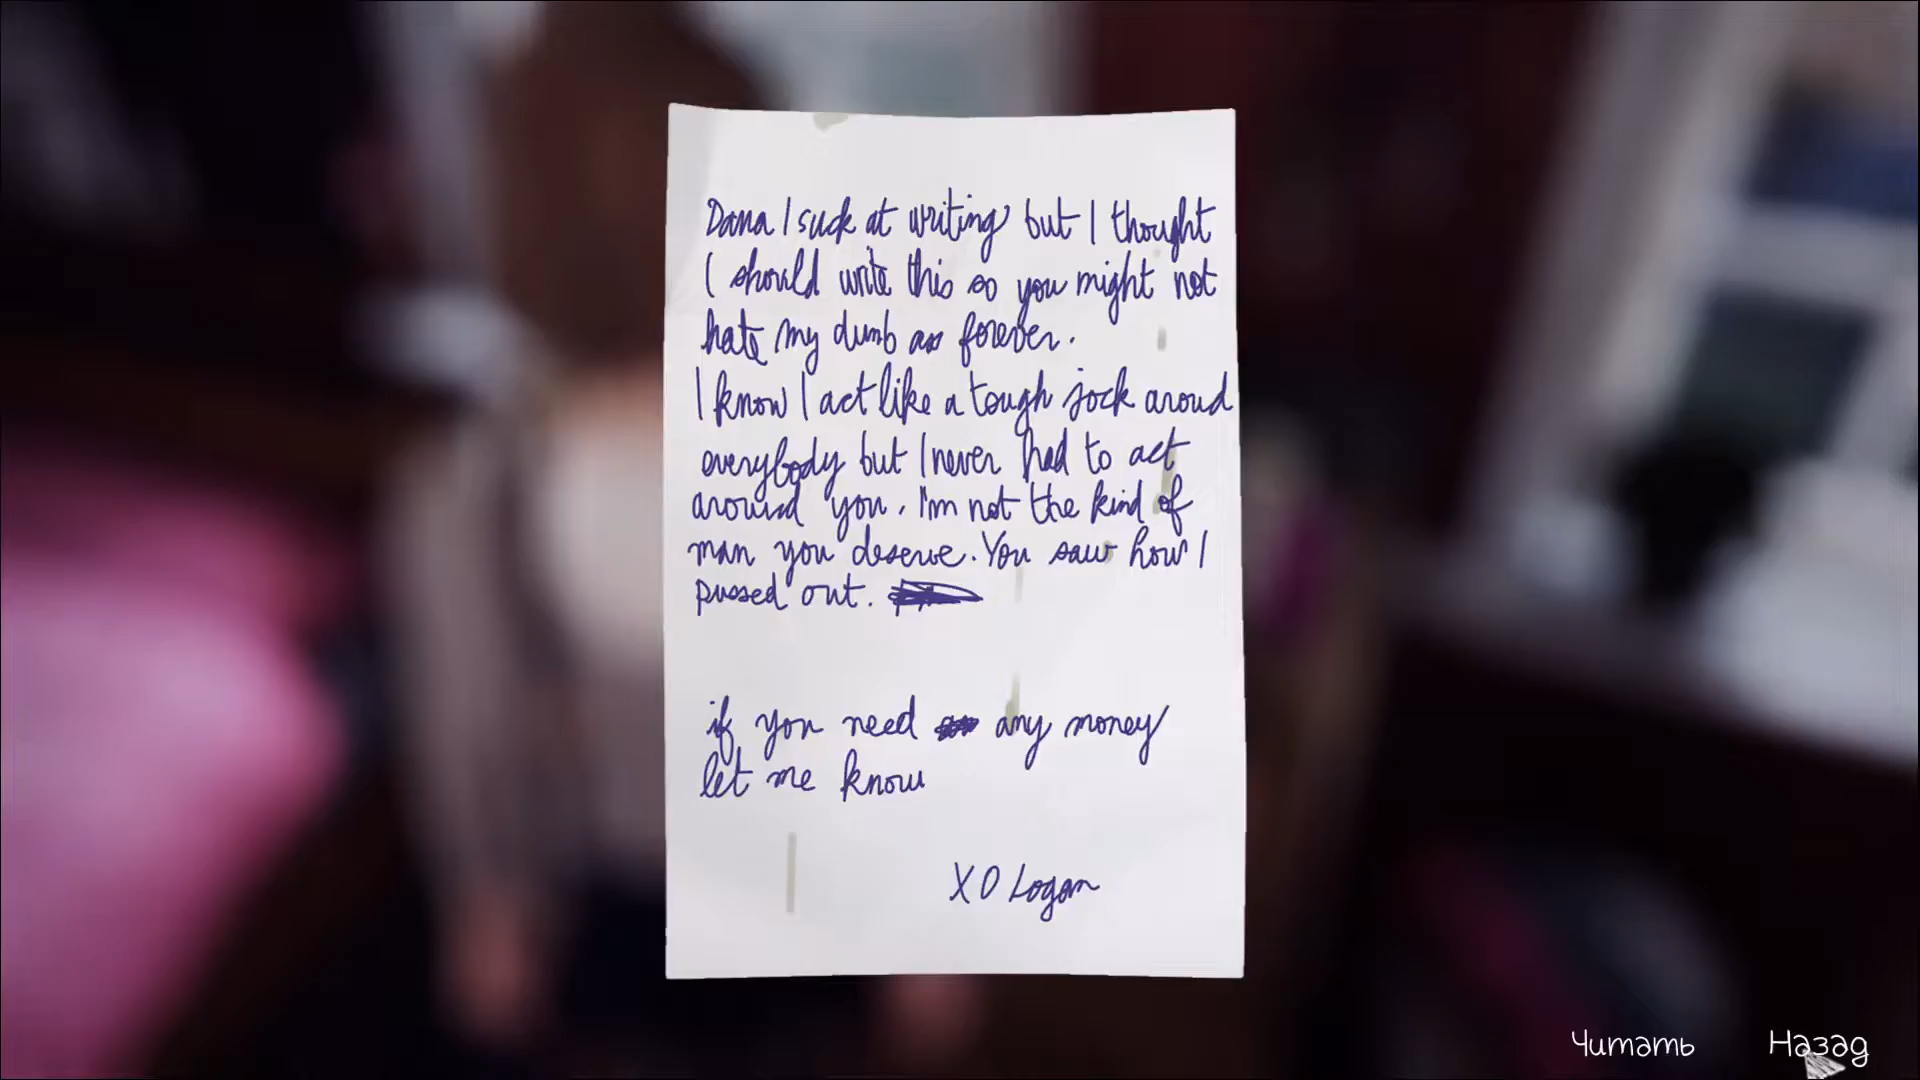 Dana I suck at writing but I thought
I should write this so you might not
hate my dumb ass forever.
I know I act like a tough jock aroud
everybody but I never had to act
around you. I'm not the kind of
man you deserve. You saw how I
pussed out.
if you need any money
let me know
XO Logan
Читать Назад